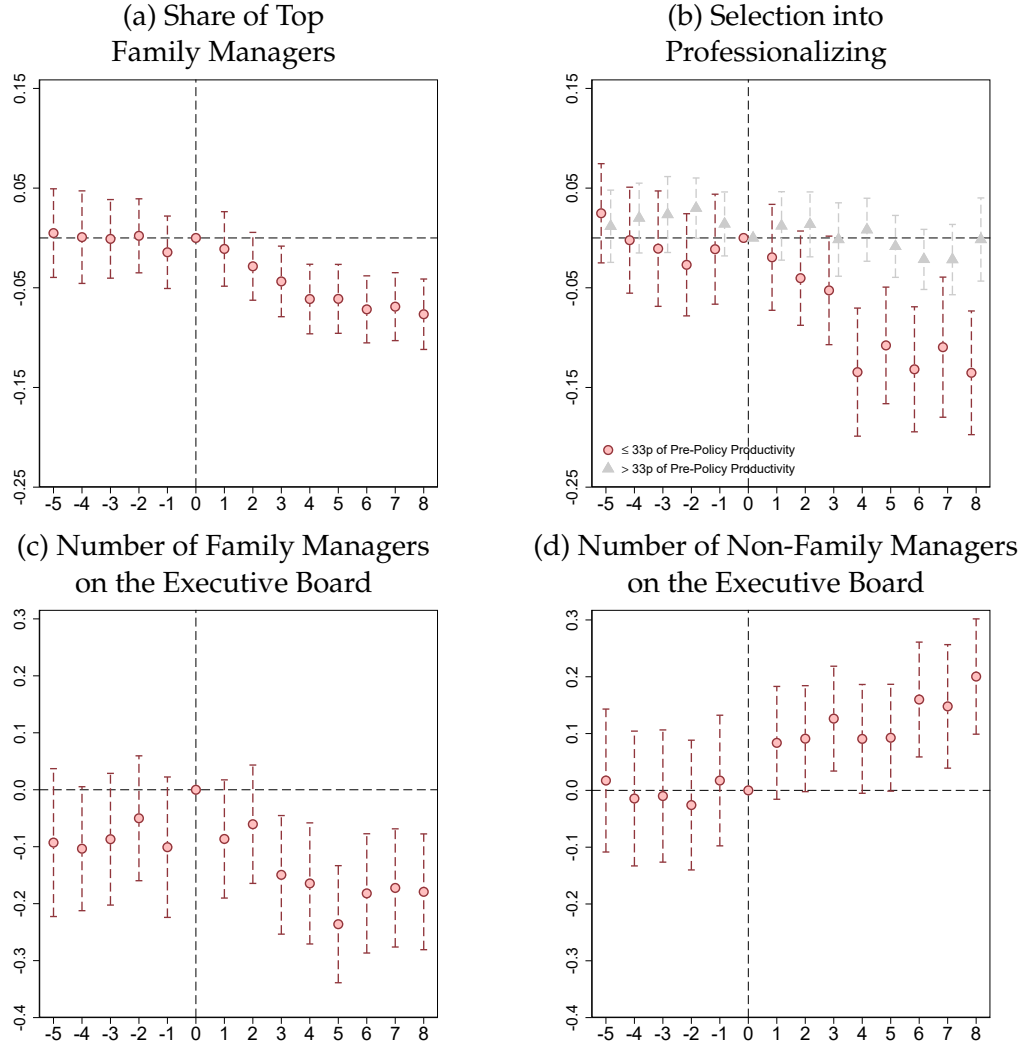 (a) Share of Top
Family Managers
0.15
0.05
-0.05
-0.15
-0.25
-5 -4 -3 -2 -1 0 1 2 3 4 5 6 7 8
(b) Selection into
Professionalizing
0.15
0.05
-0.05
-0.15
-0.25
≤ 33p of Pre-Policy Productivity
> 33p of Pre-Policy Productivity
-5 -4 -3 -2 -1 0 1 2 3 4 5 6 7 8
(c) Number of Family Managers
on the Executive Board
0.3
0.2
0.1
0.0
-0.1
-0.2
-0.3
-0.4
-5 -4 -3 -2 -1 0 1 2 3 4 5 6 7 8
(d) Number of Non-Family Managers
on the Executive Board
0.3
0.2
0.1
0.0
-0.1
-0.2
-0.3
-0.4
-5 -4 -3 -2 -1 0 1 2 3 4 5 6 7 8